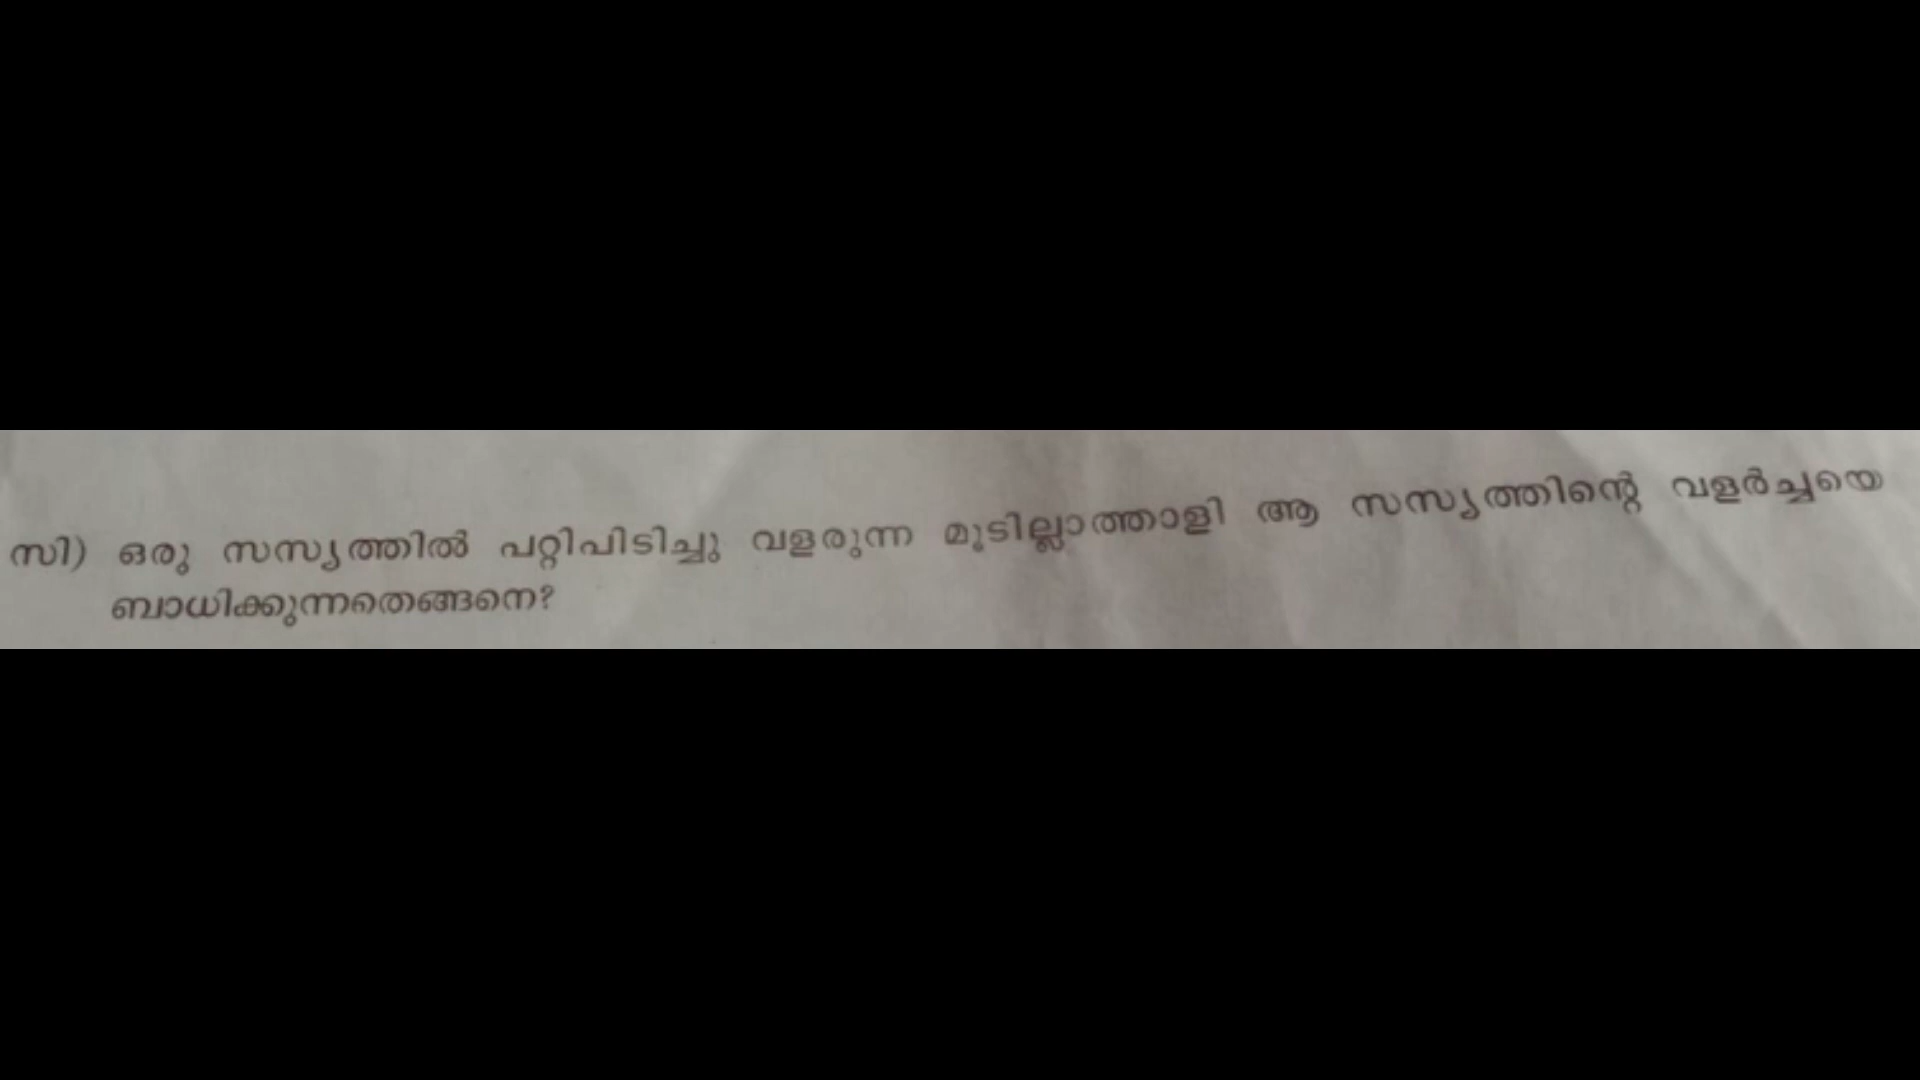 സി) ഒരു സസ്യത്തിൽ പറ്റിപിടിച്ചു വളരുന്ന മുടില്ലാത്താളി ആ സസ്യത്തിന്റെ വളർച്ചയെ
ബാധിക്കുന്നതെങ്ങനെ?